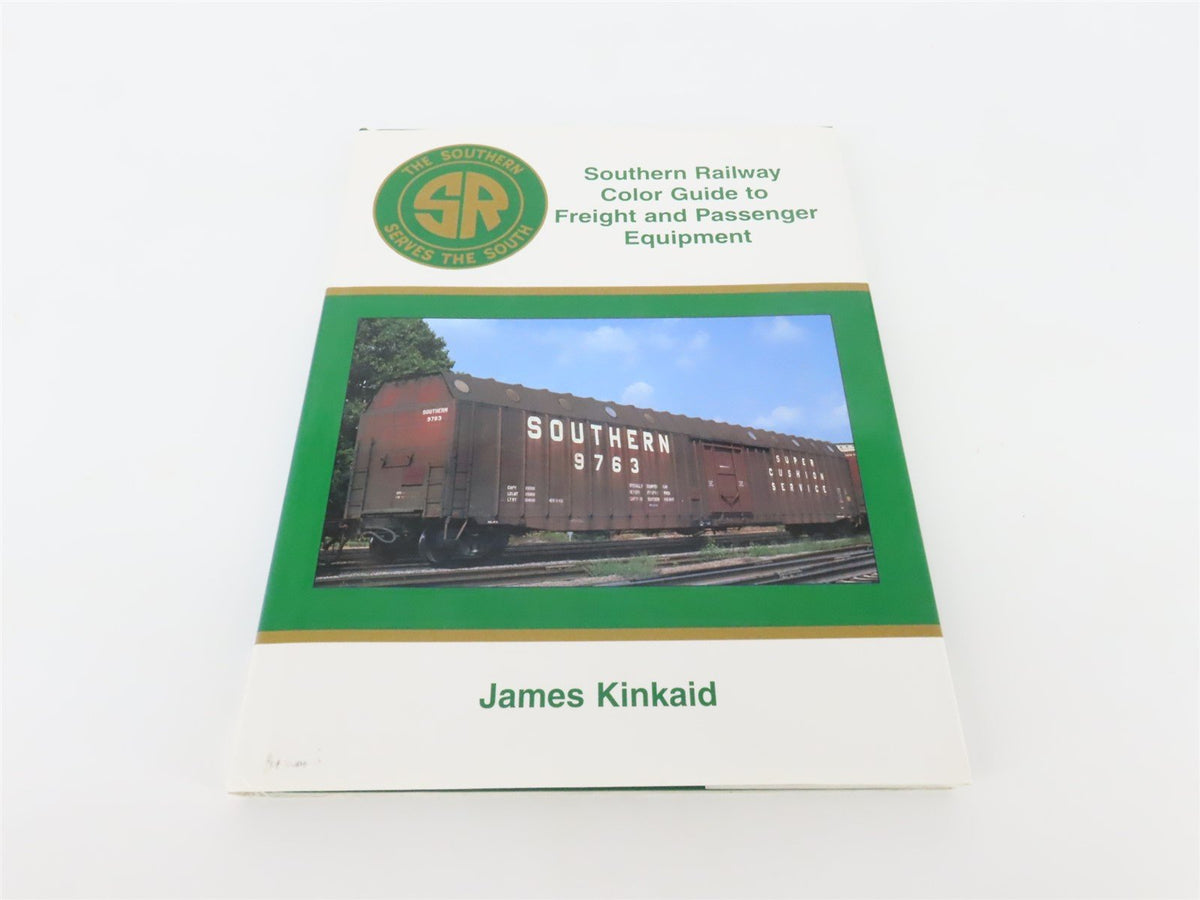 THE SOUTHERN
SR
SERVES THE SOUTH
Southern Railway
Color Guide to
Freight and Passenger
Equipment
SOUTHERN
9763
SOUTHERN
9763
SUPER
CUSHION
SERVICE
James Kinkaid